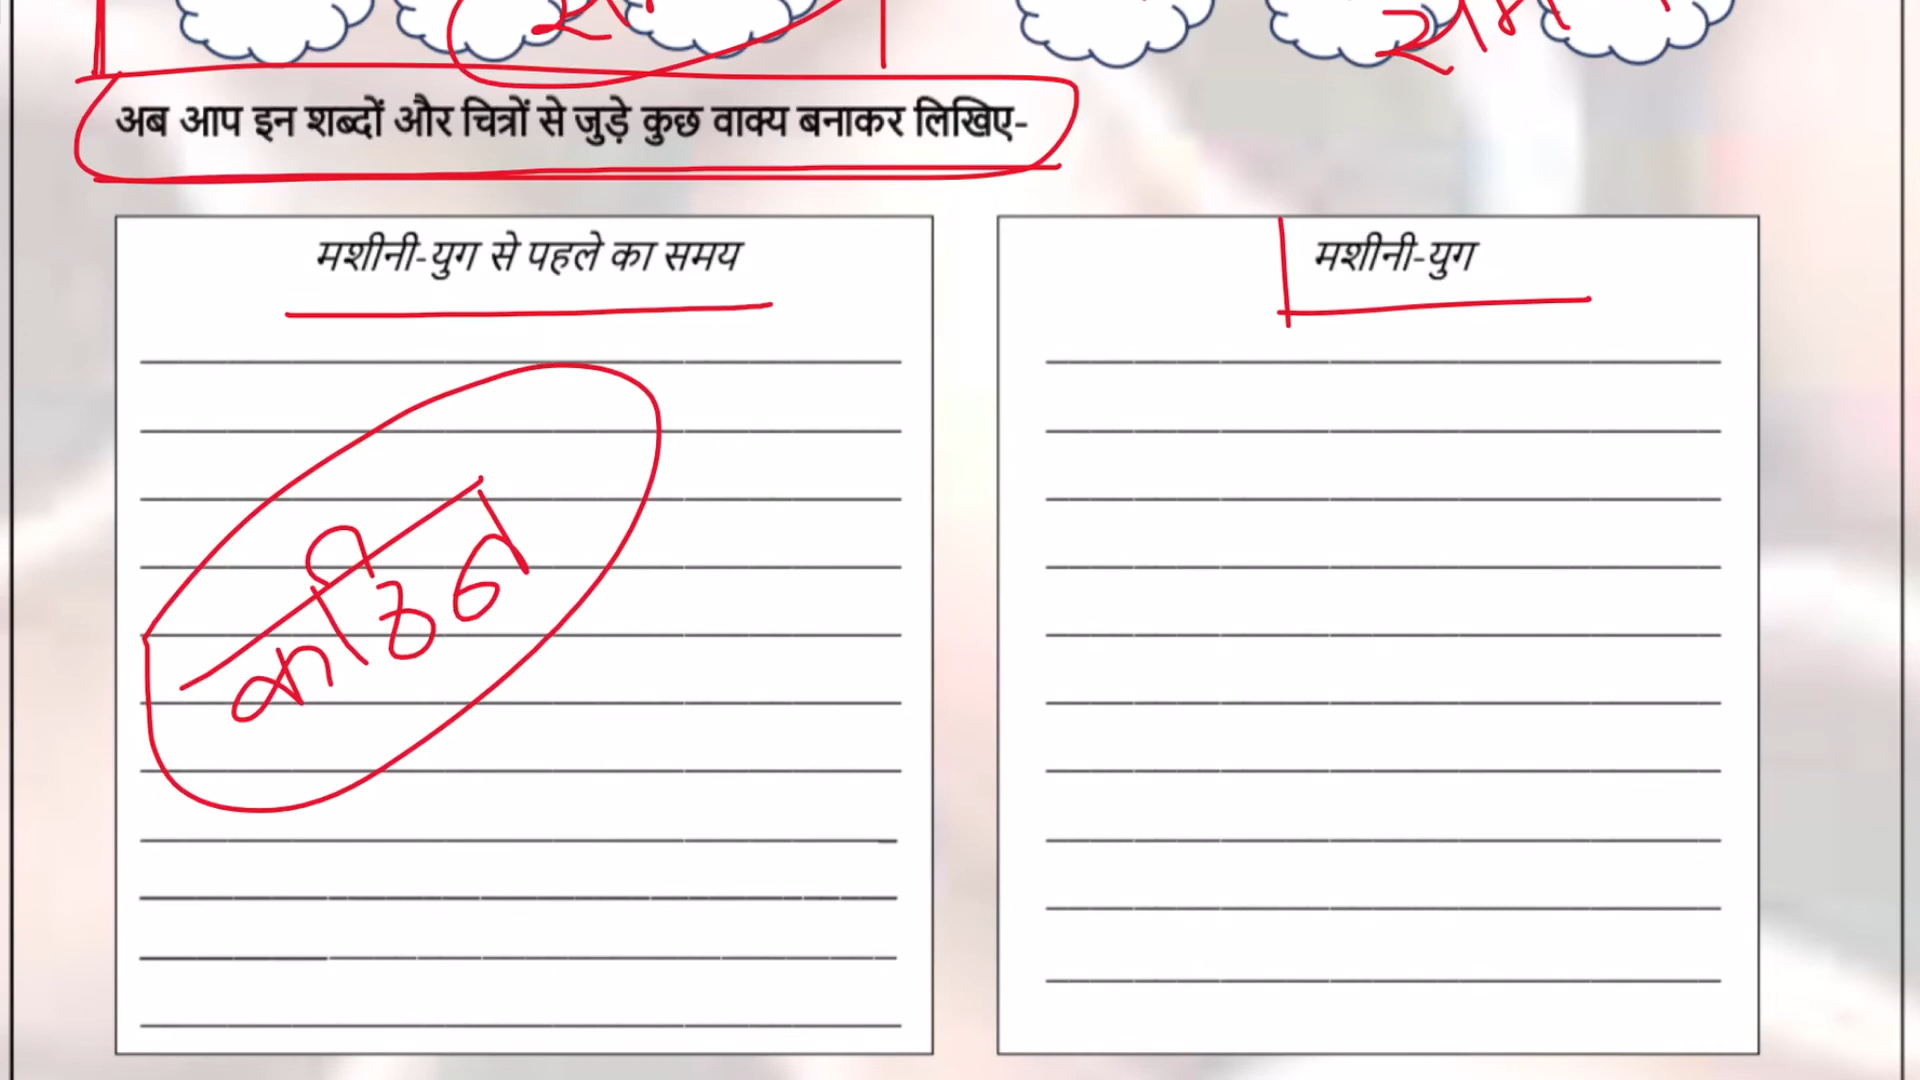 अब आप इन शब्दों और चित्रों से जुड़े कुछ वाक्य बनाकर लिखिए-
मशीनी-युग से पहले का समय
मशीनी-युग
कठिन